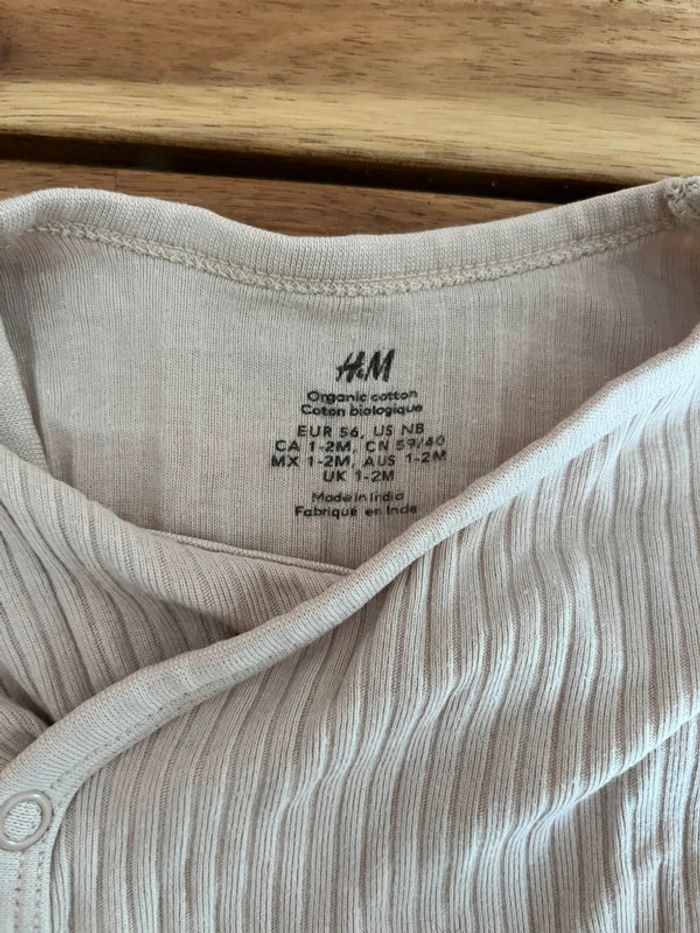 H&M
Organic cotton
Coton biologique
EUR 56, US NB
CA 1-2M, CN 59/40
MX 1-2M, AUS 1-2M
UK 1-2M
Made in India
Fabriqué en Inde